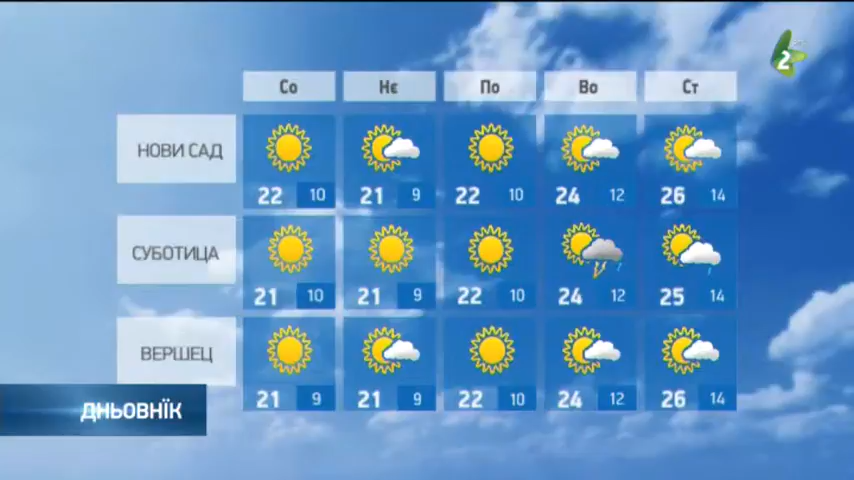 2
Со Нє По Во Ст
НОВИ САД
22 10 21 9 22 10 24 12 26 14
СУБОТИЦА
21 10 21 9 22 10 24 12 25 14
ВЕРШЕЦ
21 9 21 9 22 10 24 12 26 14
ДНЬОВНЇК